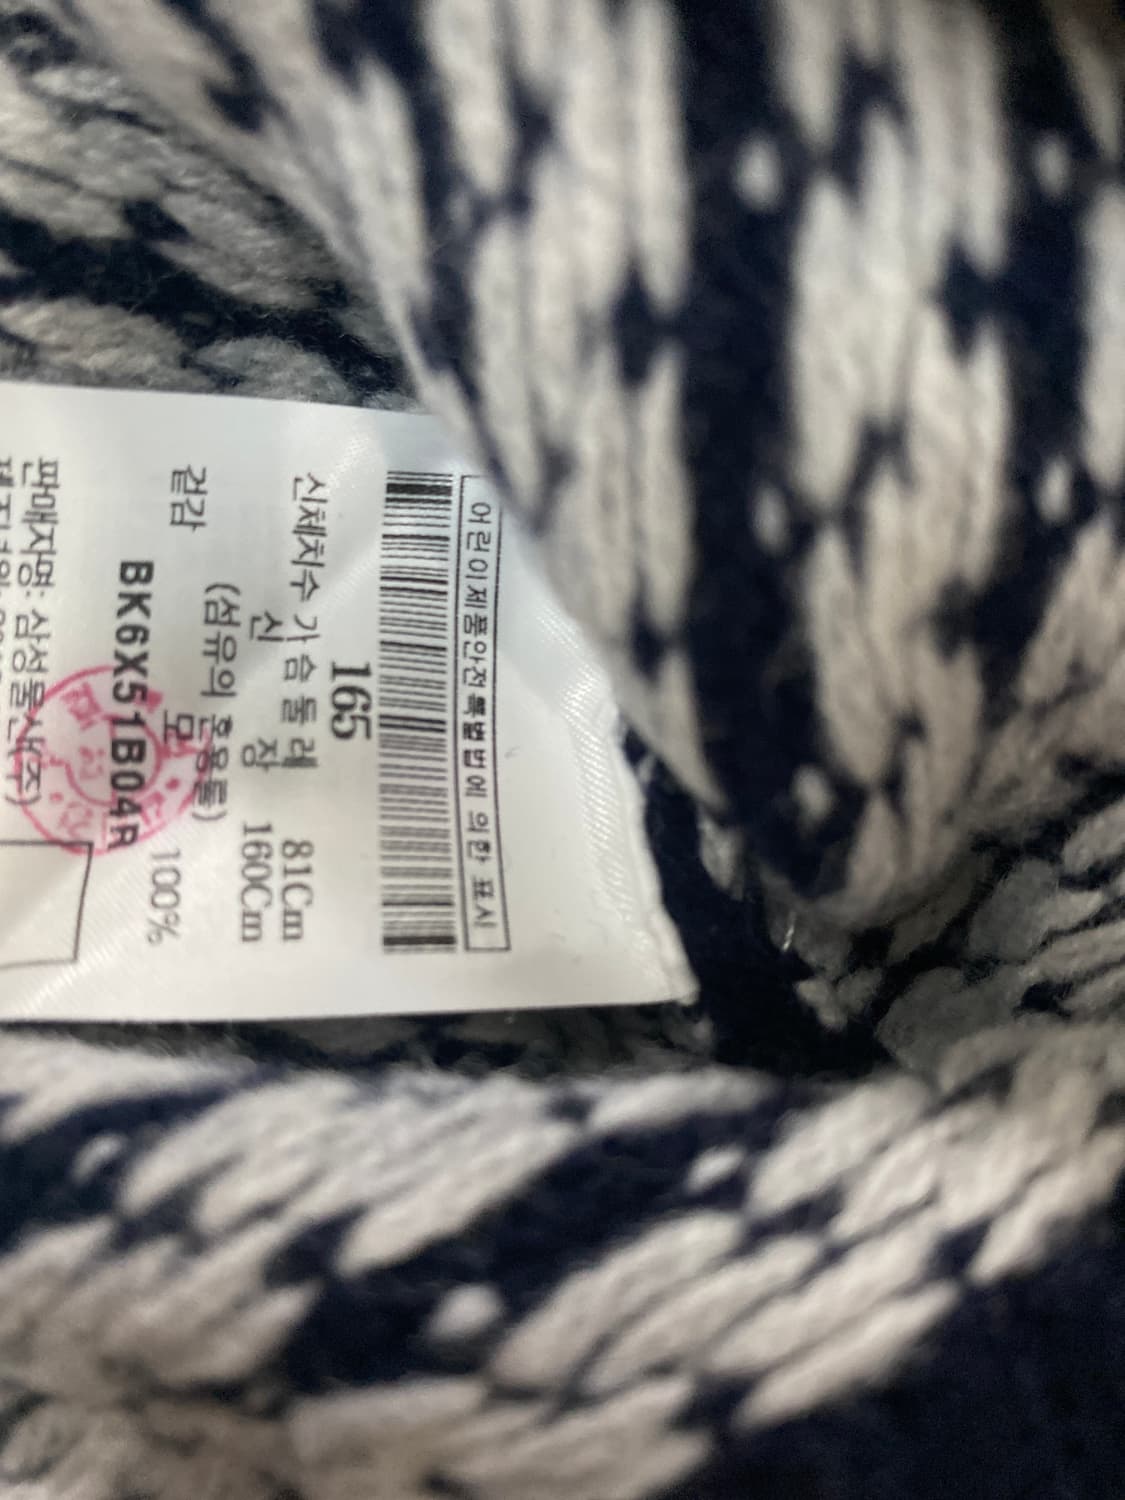 어린이제품안전특별법에 의한 표시
165
신체치수 가슴둘레 81Cm
신 장 160Cm
(섬유의 혼용률)
겉감 모 100%
BK6X51B04R
판매자명: 삼성물산(주)